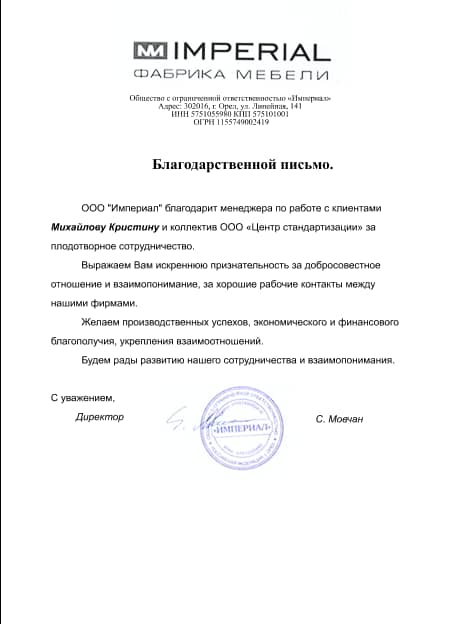 IMPERIAL
ФАБРИКА МЕБЕЛИ
Общество с ограниченной ответственностью «Империал»
Адрес: 302016, г. Орел, ул. Линейная, 141
ИНН 5751055980 КПП 575101001
ОГРН 1155749002419
Благодарственной письмо.
ООО "Империал" благодарит менеджера по работе с клиентами
Михайлову Кристину и коллектив ООО «Центр стандартизации» за
плодотворное сотрудничество.
Выражаем Вам искреннюю признательность за добросовестное
отношение и взаимопонимание, за хорошие рабочие контакты между
нашими фирмами.
Желаем производственных успехов, экономического и финансового
благополучия, укрепления взаимоотношений.
Будем рады развитию нашего сотрудничества и взаимопонимания.
С уважением,
Директор
«ИМПЕРИАЛ»
С. Мовчан